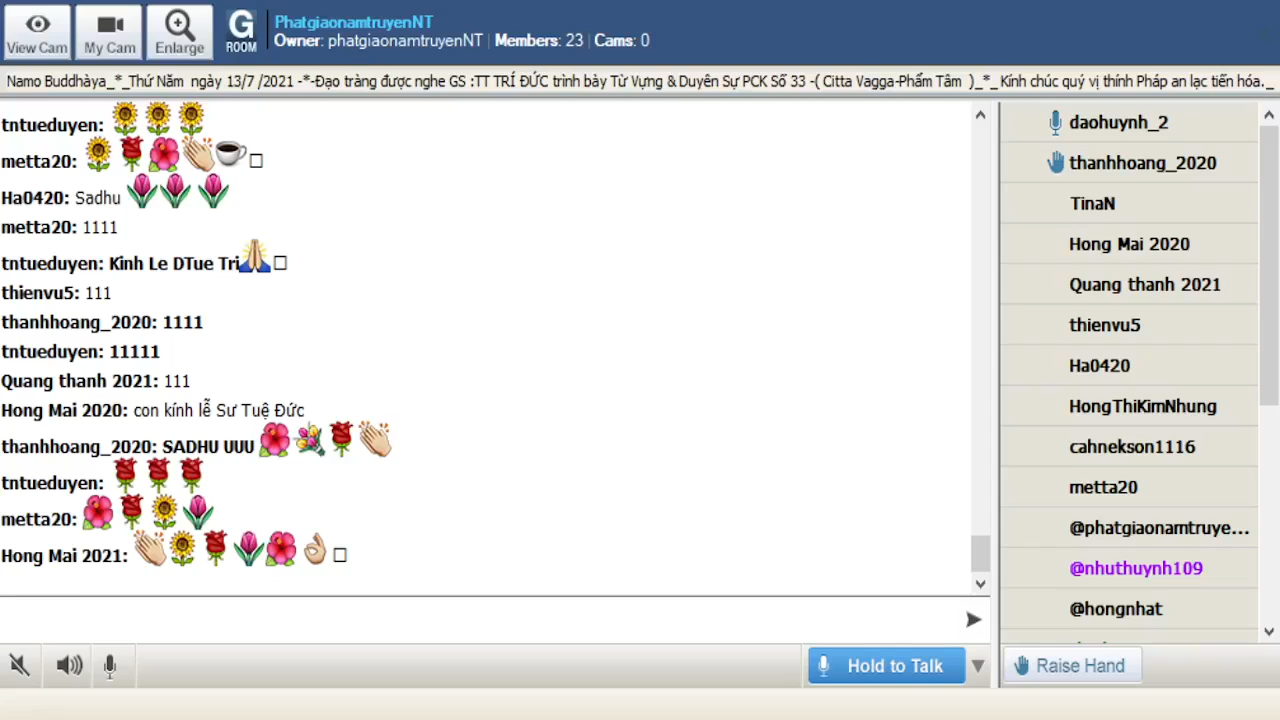 View Cam
My Cam
Enlarge
G
ROOM
PhatgiaonamtruyenNT
Owner: phatgiaonamtruyenNT | Members: 23 | Cams: 0
Namo Buddhàya_*_Thứ Năm ngày 13/7 /2021 -*-Đạo tràng được nghe GS :TT TRÍ ĐỨC trình bày Từ Vựng & Duyên Sự PCK Số 33 -( Citta Vagga-Phẩm Tâm )_*_Kính chúc quý vị thính Pháp an lạc tiến hóa._
tntueduyen:
metta20:
Ha0420: Sadhu
metta20: 1111
tntueduyen: Kinh Le DTue Tri
thienvu5: 111
thanhhoang_2020: 1111
tntueduyen: 11111
Quang thanh 2021: 111
Hong Mai 2020: con kính lễ Sư Tuệ Đức
thanhhoang_2020: SADHU UUU
tntueduyen:
metta20:
Hong Mai 2021:
daohuynh_2
thanhhoang_2020
TinaN
Hong Mai 2020
Quang thanh 2021
thienvu5
Ha0420
HongThiKimNhung
cahnekson1116
metta20
@phatgiaonamtruye...
@nhuthuynh109
@hongnhat
Hold to Talk
Raise Hand